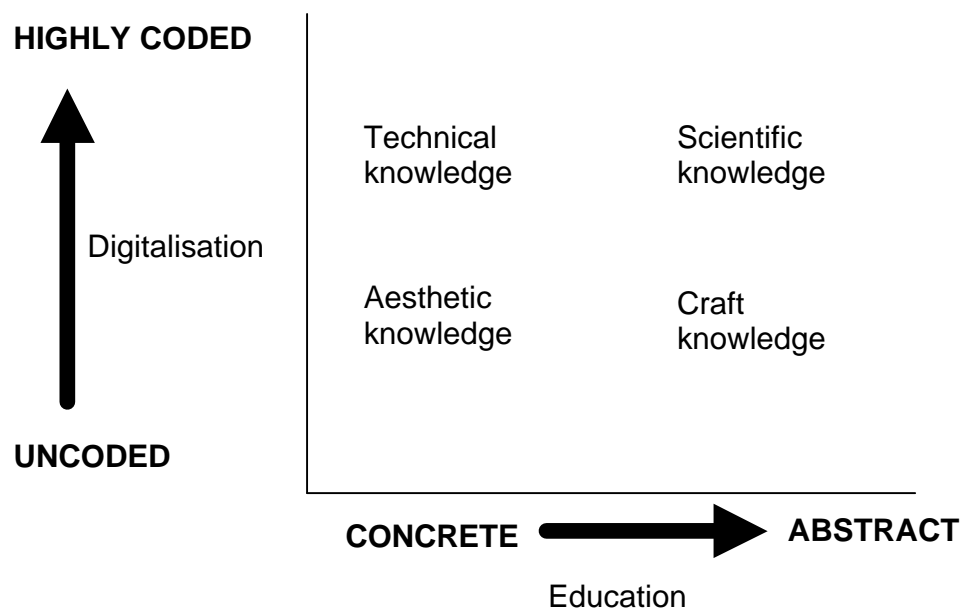 HIGHLY CODED
Technical
knowledge
Scientific
knowledge
Digitalisation
Aesthetic
knowledge
Craft
knowledge
UNCODED
CONCRETE
ABSTRACT
Education